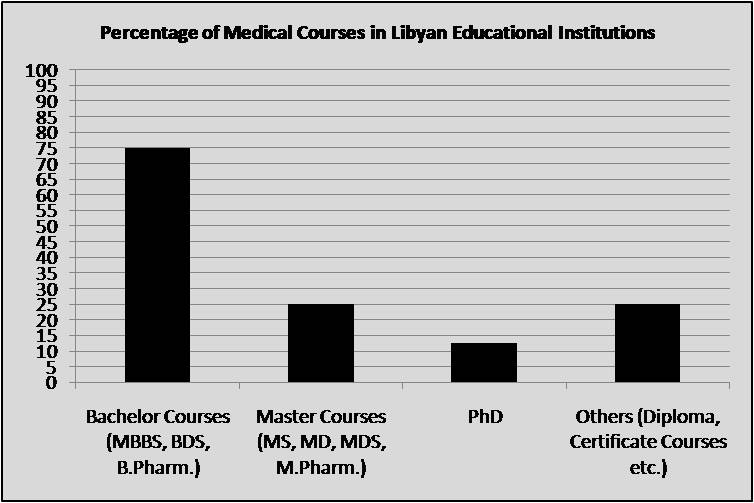 Percentage of Medical Courses in Libyan Educational Institutions
100
95
90
85
80
75
70
65
60
55
50
45
40
35
30
25
20
15
10
5
0
Bachelor Courses
(MBBS, BDS,
B.Pharm.)
Master Courses
(MS, MD, MDS,
M.Pharm.)
PhD
Others (Diploma,
Certificate Courses
etc.)